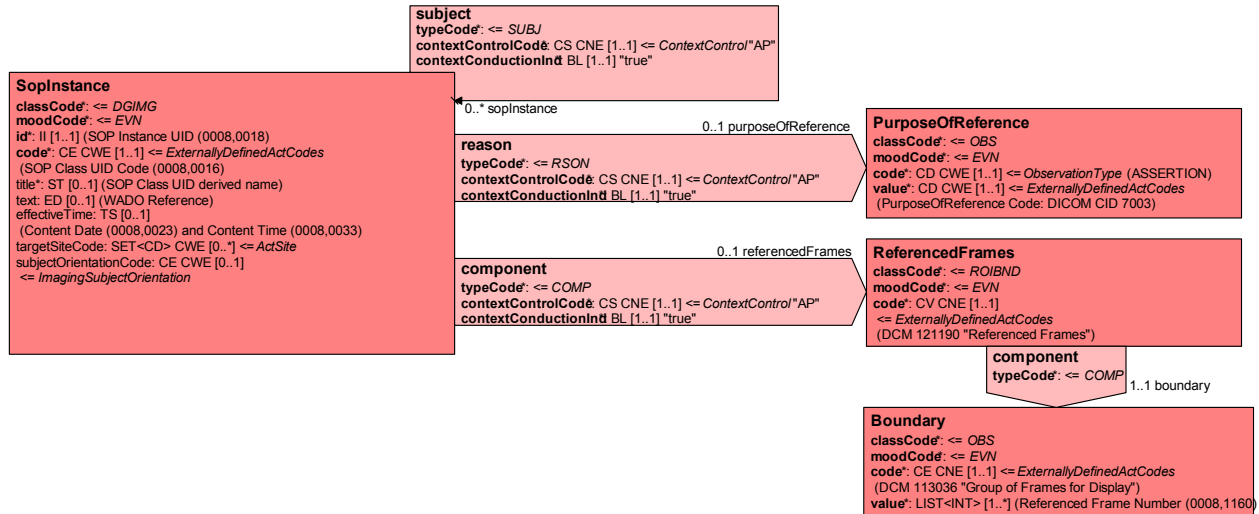 subject
typeCode*: <= SUBJ
contextControlCode*: CS CNE [1..1] <= ContextControl "AP"
contextConductionInd*: BL [1..1] "true"
0..* sopInstance
SopInstance
classCode*: <= DGIMG
moodCode*: <= EVN
id*: II [1..1] (SOP Instance UID (0008,0018)
code*: CE CWE [1..1] <= ExternallyDefinedActCodes
(SOP Class UID Code (0008,0016)
title*: ST [0..1] (SOP Class UID derived name)
text: ED [0..1] (WADO Reference)
effectiveTime: TS [0..1]
(Content Date (0008,0023) and Content Time (0008,0033)
targetSiteCode: SET<CD> CWE [0..*] <= ActSite
subjectOrientationCode: CE CWE [0..1]
<= ImagingSubjectOrientation
0..1 purposeOfReference
reason
typeCode*: <= RSON
contextControlCode*: CS CNE [1..1] <= ContextControl "AP"
contextConductionInd*: BL [1..1] "true"
PurposeOfReference
classCode*: <= OBS
moodCode*: <= EVN
code*: CD CWE [1..1] <= ObservationType (ASSERTION)
value*: CD CWE [1..1] <= ExternallyDefinedActCodes
(PurposeOfReference Code: DICOM CID 7003)
0..1 referencedFrames
component
typeCode*: <= COMP
contextControlCode*: CS CNE [1..1] <= ContextControl "AP"
contextConductionInd*: BL [1..1] "true"
ReferencedFrames
classCode*: <= ROIBND
moodCode*: <= EVN
code*: CV CNE [1..1]
<= ExternallyDefinedActCodes
(DCM 121190 "Referenced Frames")
component
typeCode*: <= COMP
1..1 boundary
Boundary
classCode*: <= OBS
moodCode*: <= EVN
code*: CE CNE [1..1] <= ExternallyDefinedActCodes
(DCM 113036 "Group of Frames for Display")
value*: LIST<INT> [1..*] (Referenced Frame Number (0008,1160)